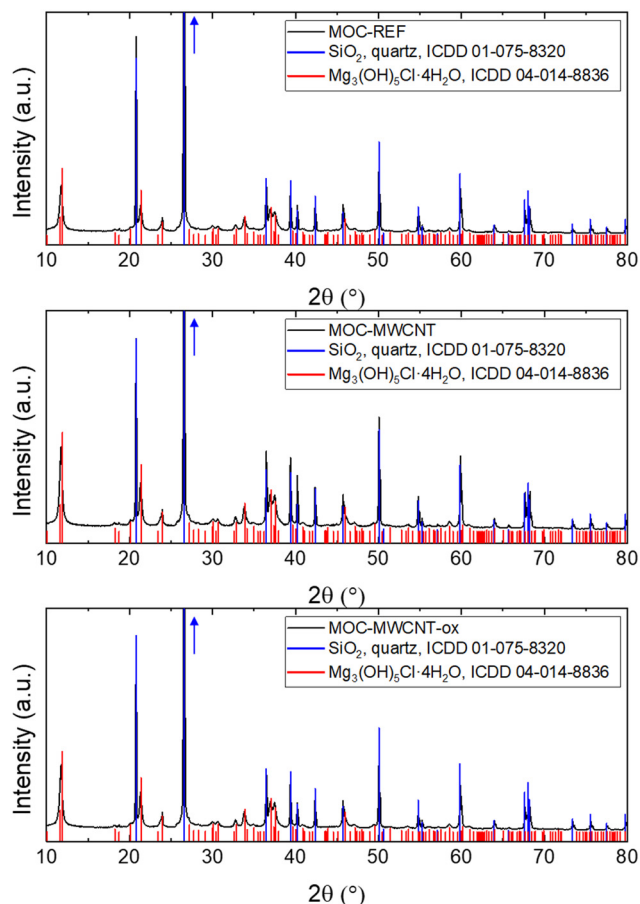 Intensity (a.u.)
MOC-REF
SiO₂, quartz, ICDD 01-075-8320
Mg₃(OH)₅Cl·4H₂O, ICDD 04-014-8836
10 20 30 40 50 60 70 80
2θ (°)
Intensity (a.u.)
MOC-MWCNT
SiO₂, quartz, ICDD 01-075-8320
Mg₃(OH)₅Cl·4H₂O, ICDD 04-014-8836
10 20 30 40 50 60 70 80
2θ (°)
Intensity (a.u.)
MOC-MWCNT-ox
SiO₂, quartz, ICDD 01-075-8320
Mg₃(OH)₅Cl·4H₂O, ICDD 04-014-8836
10 20 30 40 50 60 70 80
2θ (°)